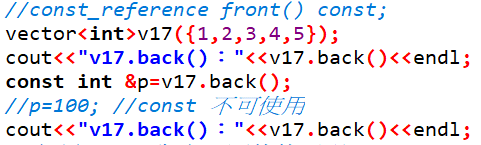 //const_reference front() const;
vector<int>v17({1,2,3,4,5});
cout<<"v17.back()："<<v17.back()<<endl;
const int &p=v17.back();
//p=100; //const 不可使用
cout<<"v17.back()："<<v17.back()<<endl;